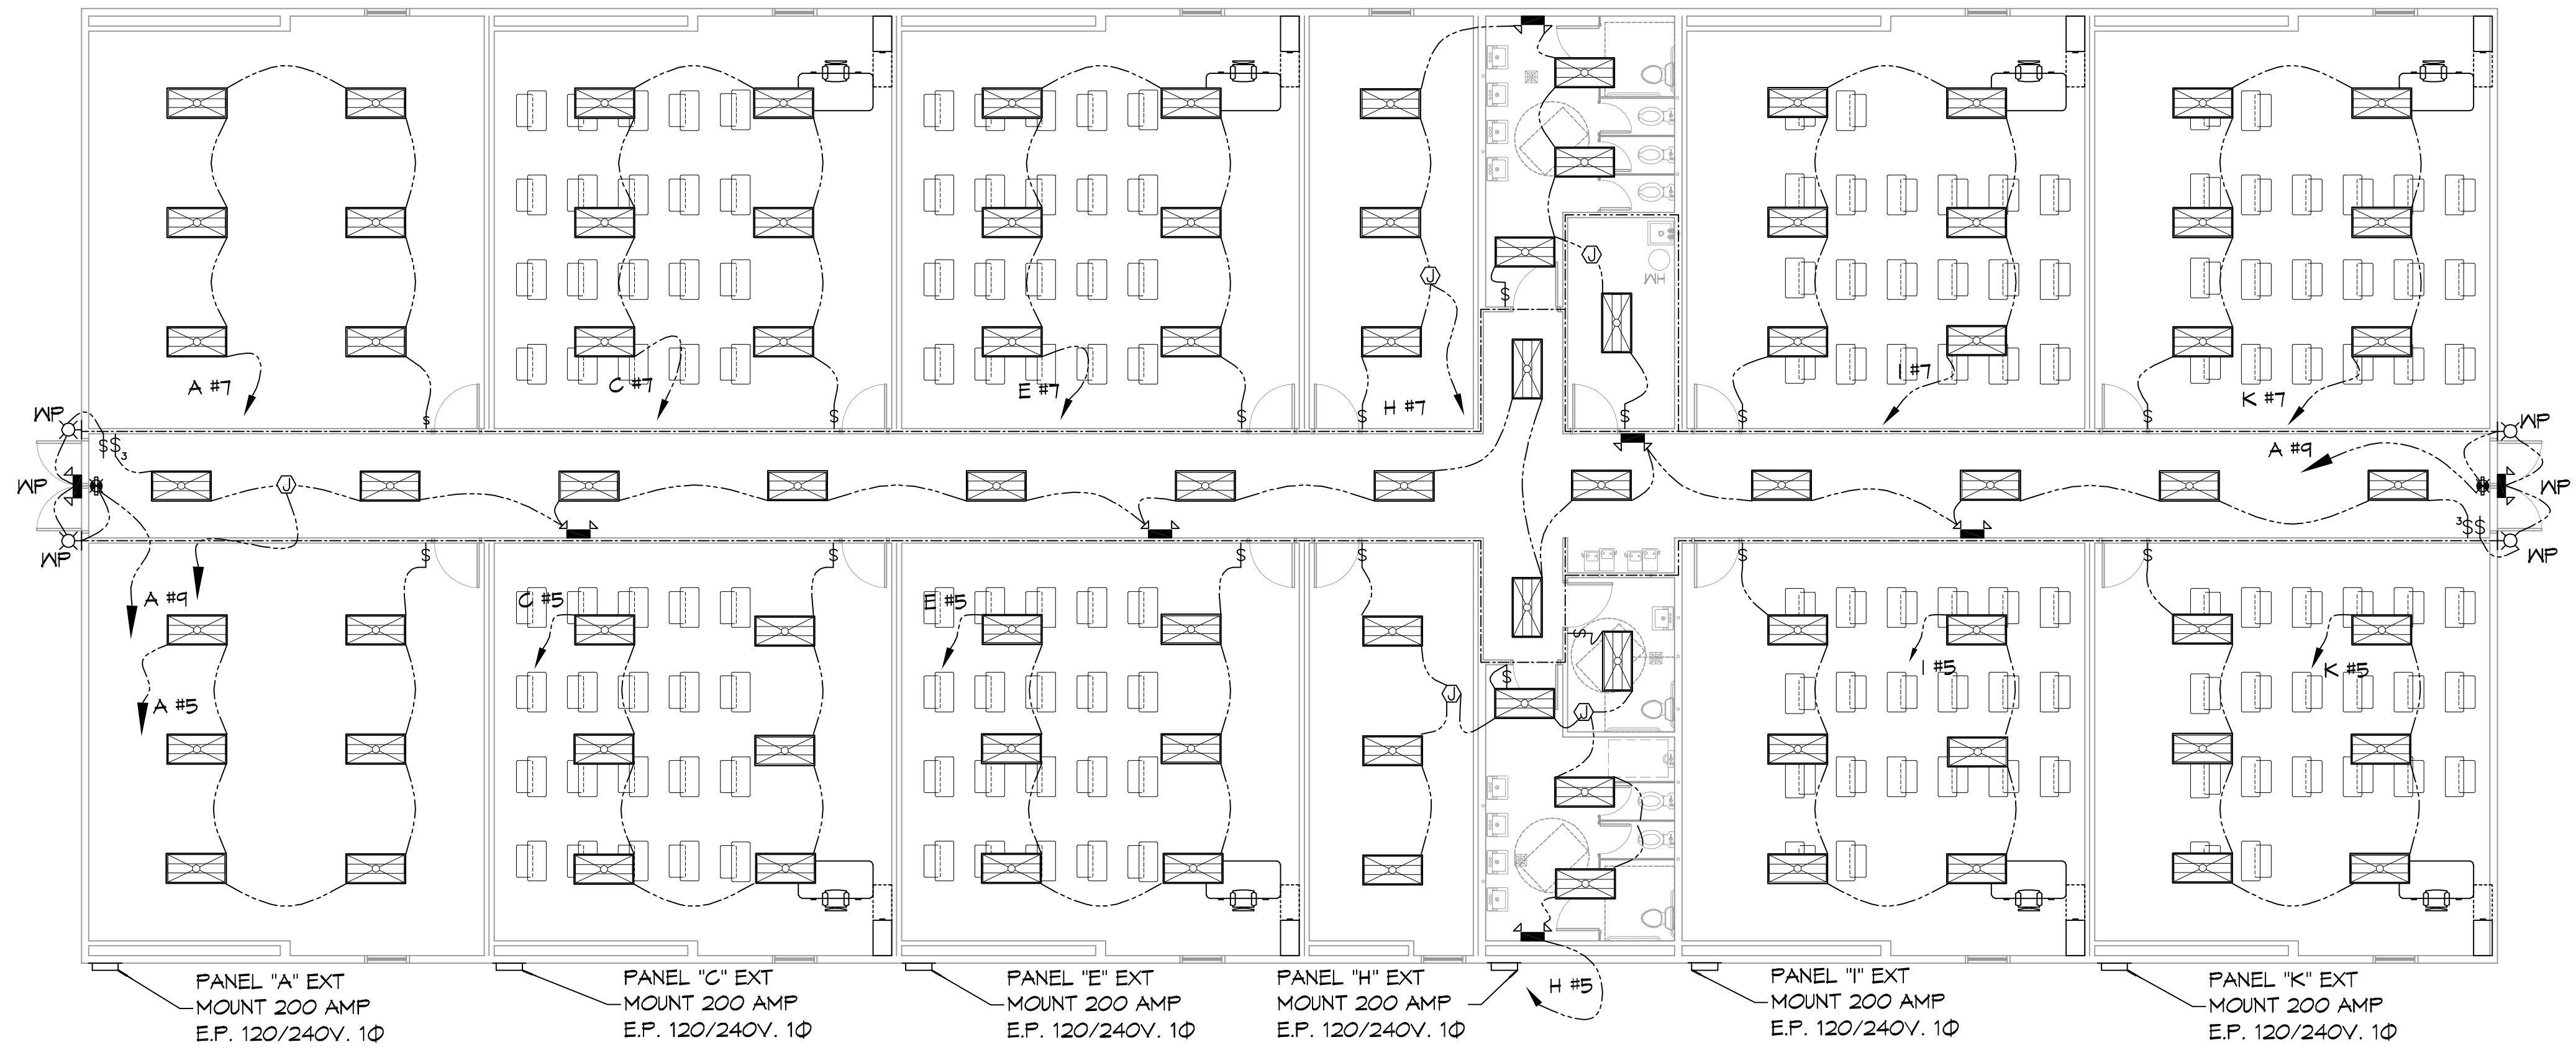 J
WH
A #7
C #7
E #7
H #7
I #7
K #7
WP
S
S
S
S
S
S
S
S
WP
S S 3
J
A #9
WP
WP
WP
3 S S
WP
S
S
S
S
S
S
A #9
C #5
E #5
S
I #5
K #5
A #5
J
S
J
H #5
PANEL "A" EXT
MOUNT 200 AMP
E.P. 120/240V. 1Φ
PANEL "C" EXT
MOUNT 200 AMP
E.P. 120/240V. 1Φ
PANEL "E" EXT
MOUNT 200 AMP
E.P. 120/240V. 1Φ
PANEL "H" EXT
MOUNT 200 AMP
E.P. 120/240V. 1Φ
PANEL "I" EXT
MOUNT 200 AMP
E.P. 120/240V. 1Φ
PANEL "K" EXT
MOUNT 200 AMP
E.P. 120/240V. 1Φ